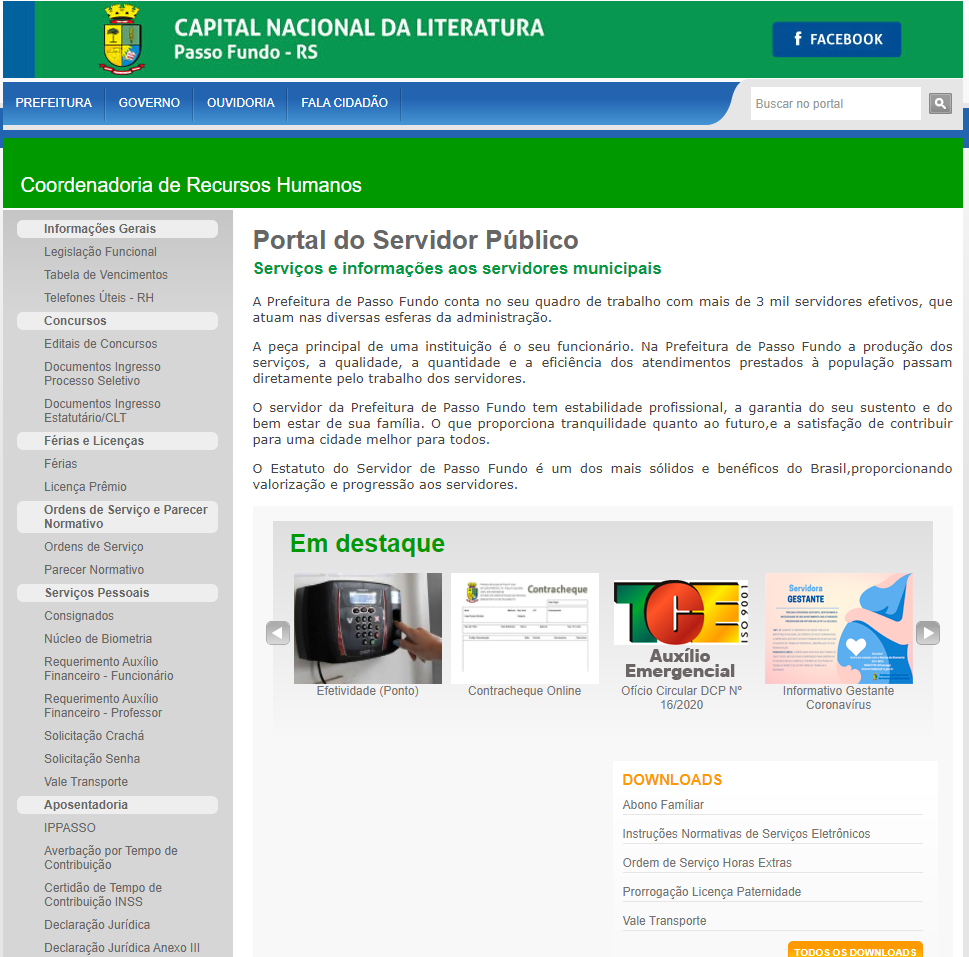 CAPITAL NACIONAL DA LITERATURA
Passo Fundo - RS
f FACEBOOK
PREFEITURA
GOVERNO
OUVIDORIA
FALA CIDADÃO
Buscar no portal
Coordenadoria de Recursos Humanos
Informações Gerais
Legislação Funcional
Tabela de Vencimentos
Telefones Úteis - RH
Concursos
Editais de Concursos
Documentos Ingresso
Processo Seletivo
Documentos Ingresso
Estatutário/CLT
Férias e Licenças
Férias
Licença Prêmio
Ordens de Serviço e Parecer
Normativo
Ordens de Serviço
Parecer Normativo
Serviços Pessoais
Consignados
Núcleo de Biometria
Requerimento Auxílio
Financeiro - Funcionário
Requerimento Auxílio
Financeiro - Professor
Solicitação Crachá
Solicitação Senha
Vale Transporte
Aposentadoria
IPPASSO
Averbação por Tempo de
Contribuição
Certidão de Tempo de
Contribuição INSS
Declaração Jurídica
Declaração Jurídica Anexo III
Portal do Servidor Público
Serviços e informações aos servidores municipais
A Prefeitura de Passo Fundo conta no seu quadro de trabalho com mais de 3 mil servidores efetivos, que
atuam nas diversas esferas da administração.
A peça principal de uma instituição é o seu funcionário. Na Prefeitura de Passo Fundo a produção dos
serviços, a qualidade, a quantidade e a eficiência dos atendimentos prestados à população passam
diretamente pelo trabalho dos servidores.
O servidor da Prefeitura de Passo Fundo tem estabilidade profissional, a garantia do seu sustento e do
bem estar de sua família. O que proporciona tranquilidade quanto ao futuro,e a satisfação de contribuir
para uma cidade melhor para todos.
O Estatuto do Servidor de Passo Fundo é um dos mais sólidos e benéficos do Brasil,proporcionando
valorização e progressão aos servidores.
Em destaque
Efetividade (Ponto)
Contracheque
Contracheque Online
TCE
ISO 9001
Auxílio
Emergencial
Ofício Circular DCP Nº
16/2020
Servidora
GESTANTE
Informativo Gestante
Coronavírus
DOWNLOADS
Abono Famíliar
Instruções Normativas de Serviços Eletrônicos
Ordem de Serviço Horas Extras
Prorrogação Licença Paternidade
Vale Transporte
TODOS OS DOWNLOADS